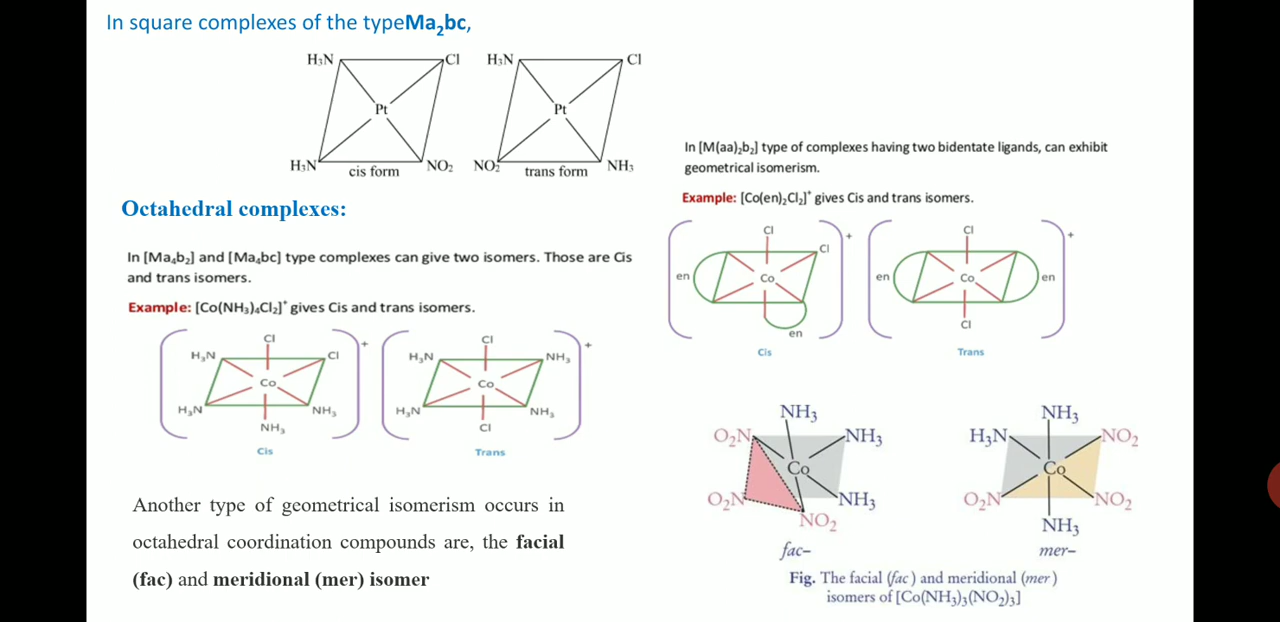 In square complexes of the typeMa₂bc,
H₃N Cl H₃N Cl
Pt Pt
H₃N NO₂ NO₂ NH₃
cis form trans form
Octahedral complexes:
In [Ma₄b₂] and [Ma₄bc] type complexes can give two isomers. Those are Cis
and trans isomers.
Example: [Co(NH₃)₄Cl₂]⁺ gives Cis and trans isomers.
Cl Cl
+ +
H₃N Cl H₃N NH₃
Co Co
H₃N NH₃ H₃N NH₃
NH₃ Cl
Cis Trans
Another type of geometrical isomerism occurs in
octahedral coordination compounds are, the facial
(fac) and meridional (mer) isomer
In [M(aa)₂b₂] type of complexes having two bidentate ligands, can exhibit
geometrical isomerism.
Example: [Co(en)₂Cl₂]⁺ gives Cis and trans isomers.
Cl Cl
+ +
Cl
en Co en Co en
Cl
en
Cis Trans
NH₃ NH₃
O₂N NH₃ H₃N NO₂
Co Co
O₂N NH₃ O₂N NO₂
NO₂ NH₃
fac– mer–
Fig. The facial (fac) and meridional (mer)
isomers of [Co(NH₃)₃(NO₂)₃]